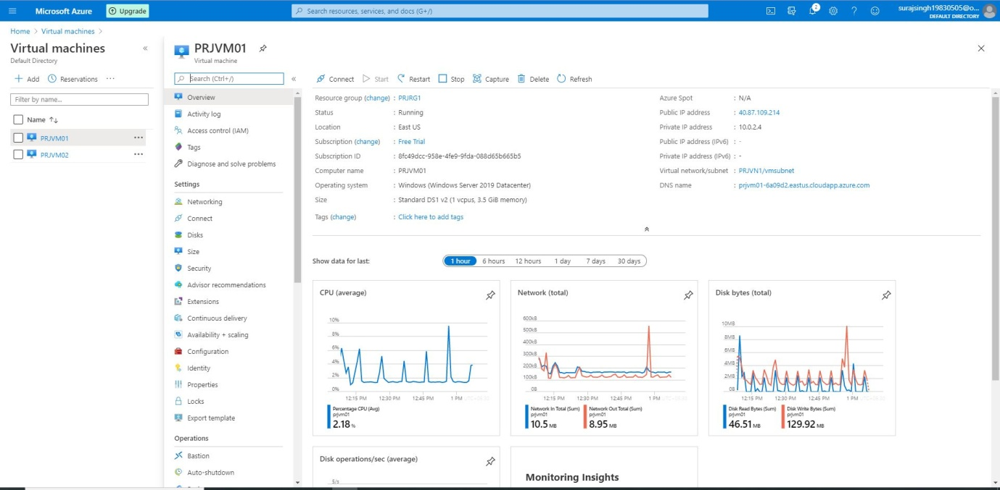 Microsoft Azure
Upgrade
Search resources, services, and docs (G+/)
2
surajsingh19830505@o...
DEFAULT DIRECTORY
Home > Virtual machines >
Virtual machines
Default Directory
Add Reservations ...
Filter by name...
Name
PRJVM01 ...
PRJVM02 ...
PRJVM01
Virtual machine
Search (Ctrl+/)
Overview
Activity log
Access control (IAM)
Tags
Diagnose and solve problems
Settings
Networking
Connect
Disks
Size
Security
Advisor recommendations
Extensions
Continuous delivery
Availability + scaling
Configuration
Identity
Properties
Locks
Export template
Operations
Bastion
Auto-shutdown
Connect Start Restart Stop Capture Delete Refresh
Resource group (change) : PRJRG1
Status : Running
Location : East US
Subscription (change) : Free Trial
Subscription ID : 8fc49dcc-958e-4fe9-9fda-088d65b665b5
Computer name : PRJVM01
Operating system : Windows (Windows Server 2019 Datacenter)
Size : Standard DS1 v2 (1 vcpus, 3.5 GiB memory)
Tags (change) : Click here to add tags
Azure Spot : N/A
Public IP address : 40.87.109.214
Private IP address : 10.0.2.4
Public IP address (IPv6) : -
Private IP address (IPv6) : -
Virtual network/subnet : PRJVN1/vmsubnet
DNS name : prjvm01-6a09d2.eastus.cloudapp.azure.com
Show data for last: 1 hour 6 hours 12 hours 1 day 7 days 30 days
CPU (average)
10%
8%
6%
4%
2%
0%
12:15 PM 12:30 PM 12:45 PM 1 PM
Percentage CPU (Avg)
prjvm01
2.18 %
Network (total)
600kB
500kB
400kB
300kB
200kB
100kB
0B
12:15 PM 12:30 PM 12:45 PM 1 PM
Network In Total (Sum) Network Out Total (Sum)
prjvm01 prjvm01
10.5 MB 8.95 MB
Disk bytes (total)
10MB
8MB
6MB
4MB
2MB
0B
12:15 PM 12:30 PM 12:45 PM 1 PM
Disk Read Bytes (Sum) Disk Write Bytes (Sum)
prjvm01 prjvm01
46.51 MB 129.92 MB
Disk operations/sec (average)
5/s
Monitoring Insights